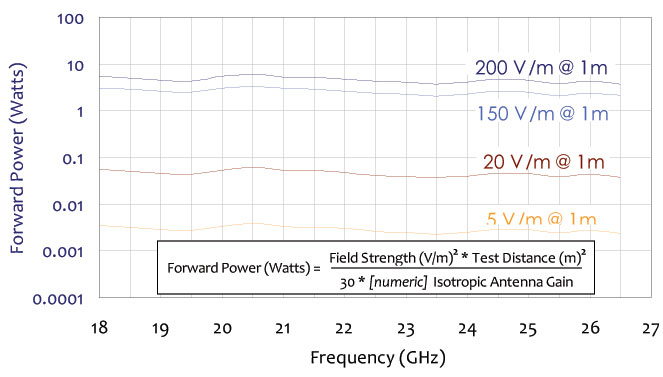 100
10
1
0.1
0.01
0.001
0.0001
Forward Power (Watts)
200 V/m @ 1m
150 V/m @ 1m
20 V/m @ 1m
5 V/m @ 1m
Forward Power (Watts) = Field Strength (V/m)² * Test Distance (m)²
30 * [numeric] Isotropic Antenna Gain
18 19 20 21 22 23 24 25 26 27
Frequency (GHz)